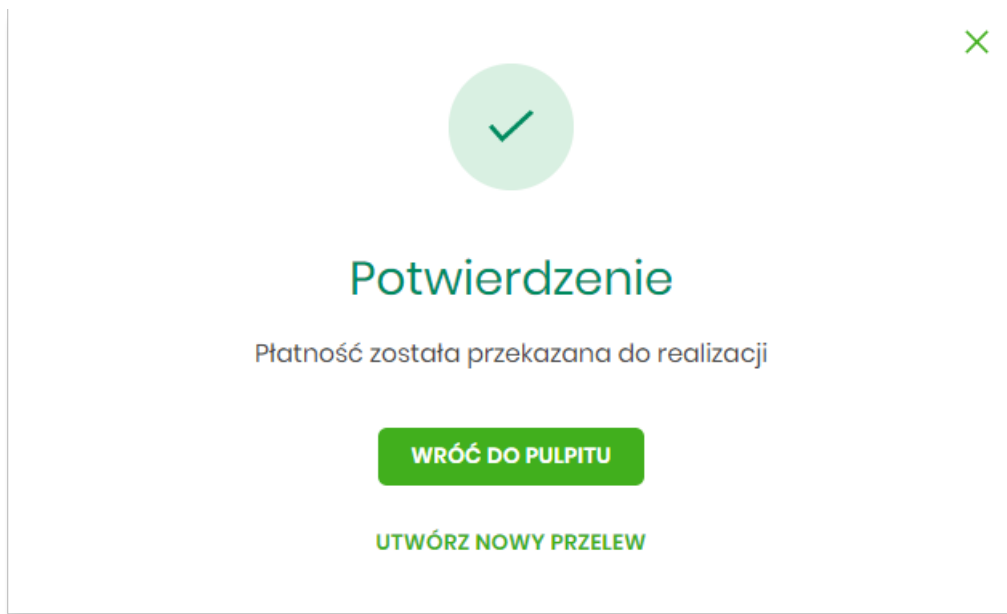 Potwierdzenie
Płatność została przekazana do realizacji
WRÓĆ DO PULPITU
UTWÓRZ NOWY PRZELEW